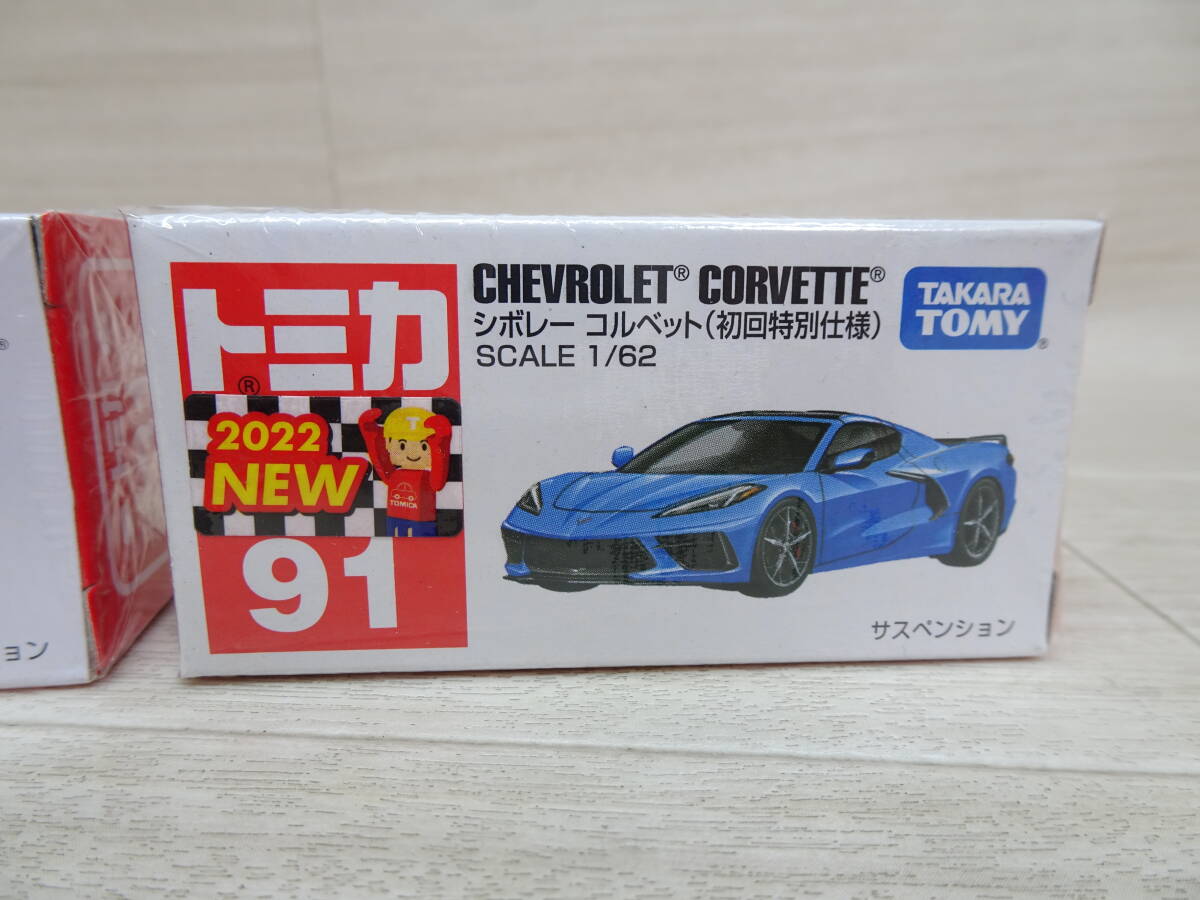 トミカ®
2022
NEW
T
TOMICA
91
CHEVROLET® CORVETTE®
シボレー コルベット(初回特別仕様)
SCALE 1/62
TAKARA
TOMY®
サスペンション
®
ョン